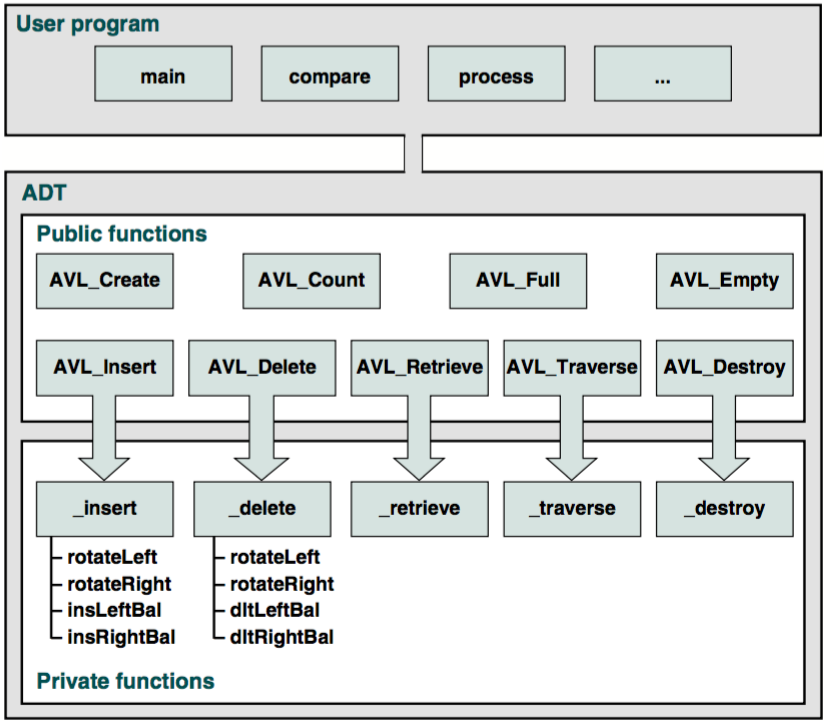 User program
main compare process ...
ADT
Public functions
AVL_Create AVL_Count AVL_Full AVL_Empty
AVL_Insert AVL_Delete AVL_Retrieve AVL_Traverse AVL_Destroy
_insert _delete _retrieve _traverse _destroy
rotateLeft rotateLeft
rotateRight rotateRight
insLeftBal dltLeftBal
insRightBal dltRightBal
Private functions